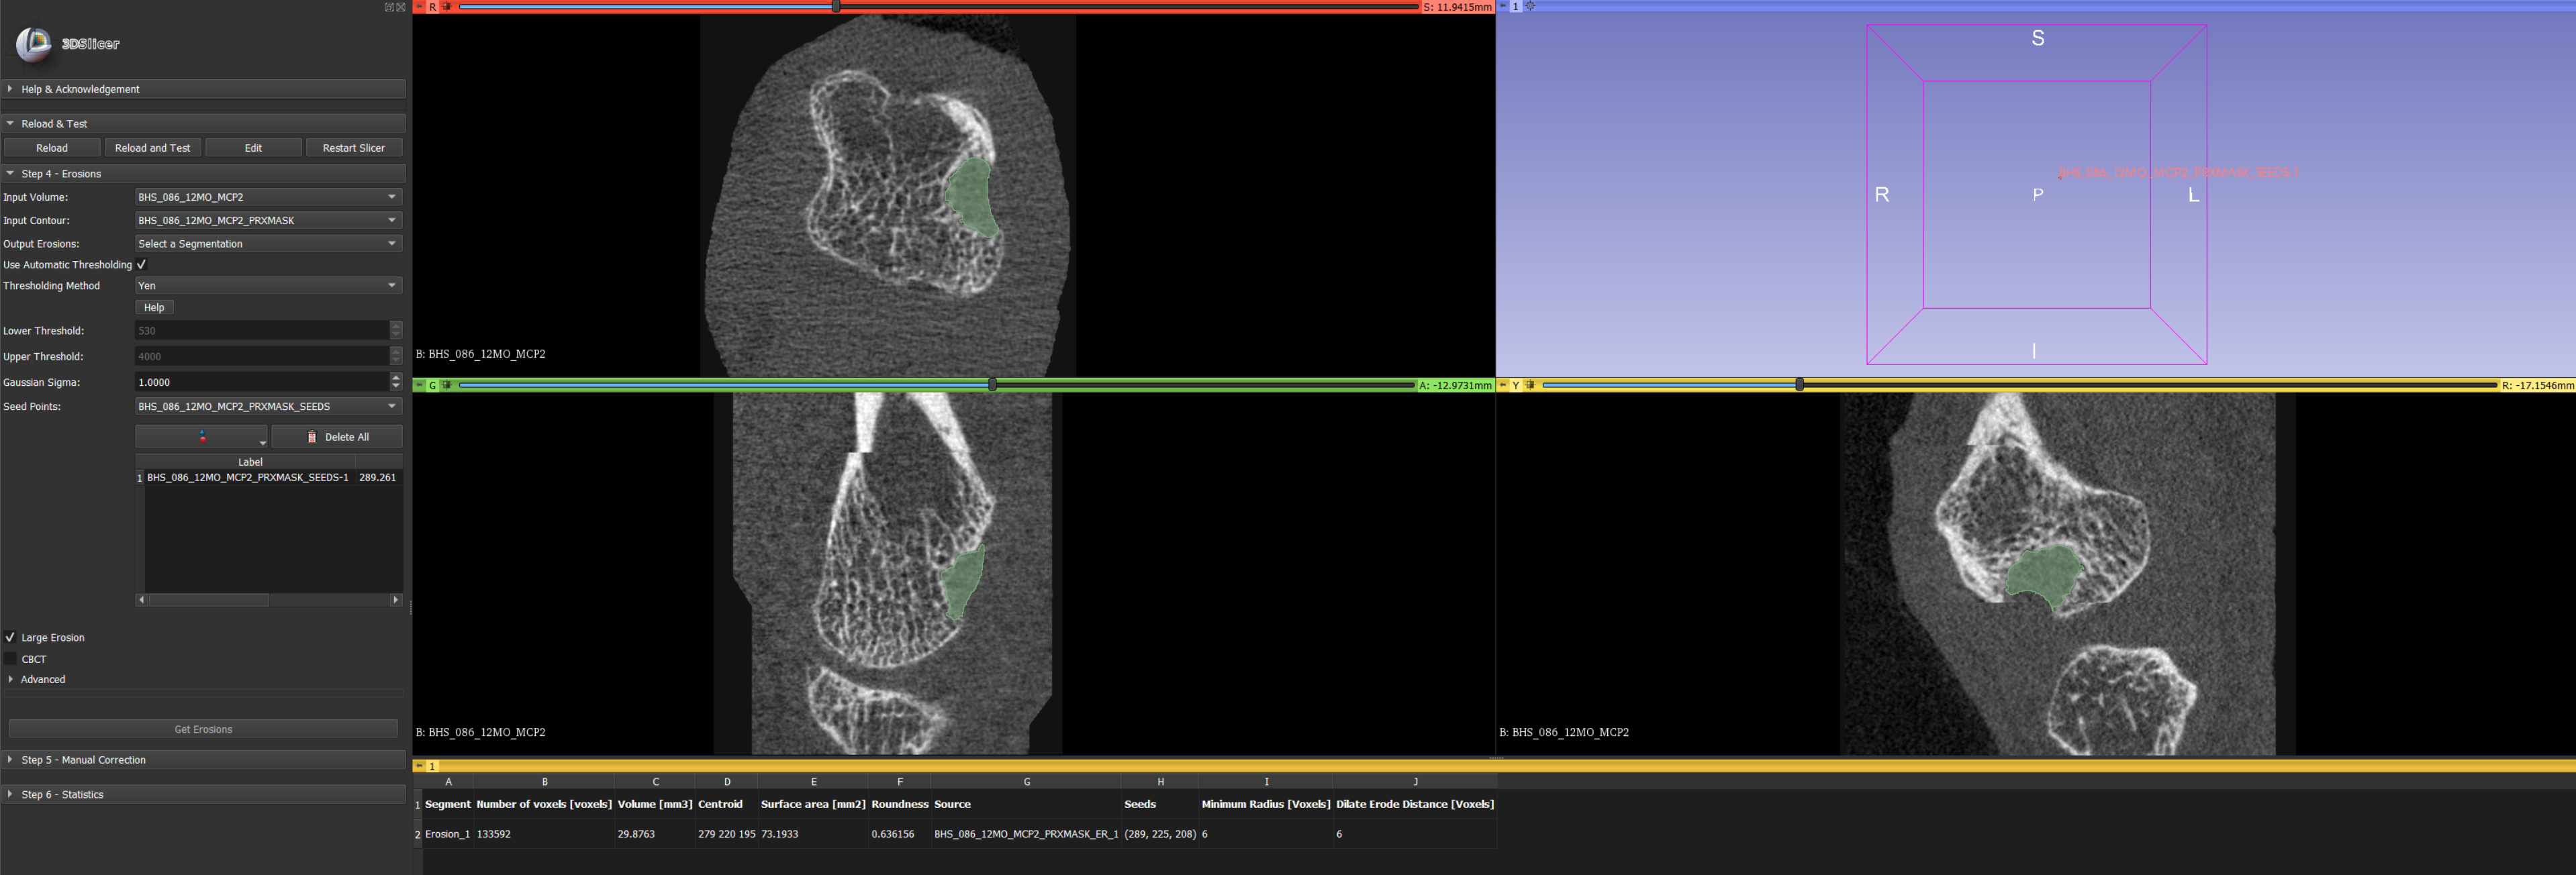 3DSlicer
Help & Acknowledgement
Reload & Test
Reload Reload and Test Edit Restart Slicer
Step 4 - Erosions
Input Volume: BHS_086_12MO_MCP2
Input Contour: BHS_086_12MO_MCP2_PRXMASK
Output Erosions: Select a Segmentation
Use Automatic Thresholding
Thresholding Method Yen
Help
Lower Threshold: 530
Upper Threshold: 4000
Gaussian Sigma: 1.0000
Seed Points: BHS_086_12MO_MCP2_PRXMASK_SEEDS
Delete All
Label
1 BHS_086_12MO_MCP2_PRXMASK_SEEDS-1 289.261
Large Erosion
CBCT
Advanced
Get Erosions
Step 5 - Manual Correction
Step 6 - Statistics
R S: 11.9415mm
B: BHS_086_12MO_MCP2
1
S
BHS_086_12MO_MCP2_PRXMASK_SEEDS-1
R P L
I
G A: -12.9731mm
B: BHS_086_12MO_MCP2
Y R: -17.1546mm
B: BHS_086_12MO_MCP2
1
A B C D E F G H I J
1 Segment Number of voxels [voxels] Volume [mm3] Centroid Surface area [mm2] Roundness Source Seeds Minimum Radius [Voxels] Dilate Erode Distance [Voxels]
2 Erosion_1 133592 29.8763 279 220 195 73.1933 0.636156 BHS_086_12MO_MCP2_PRXMASK_ER_1 (289, 225, 208) 6 6